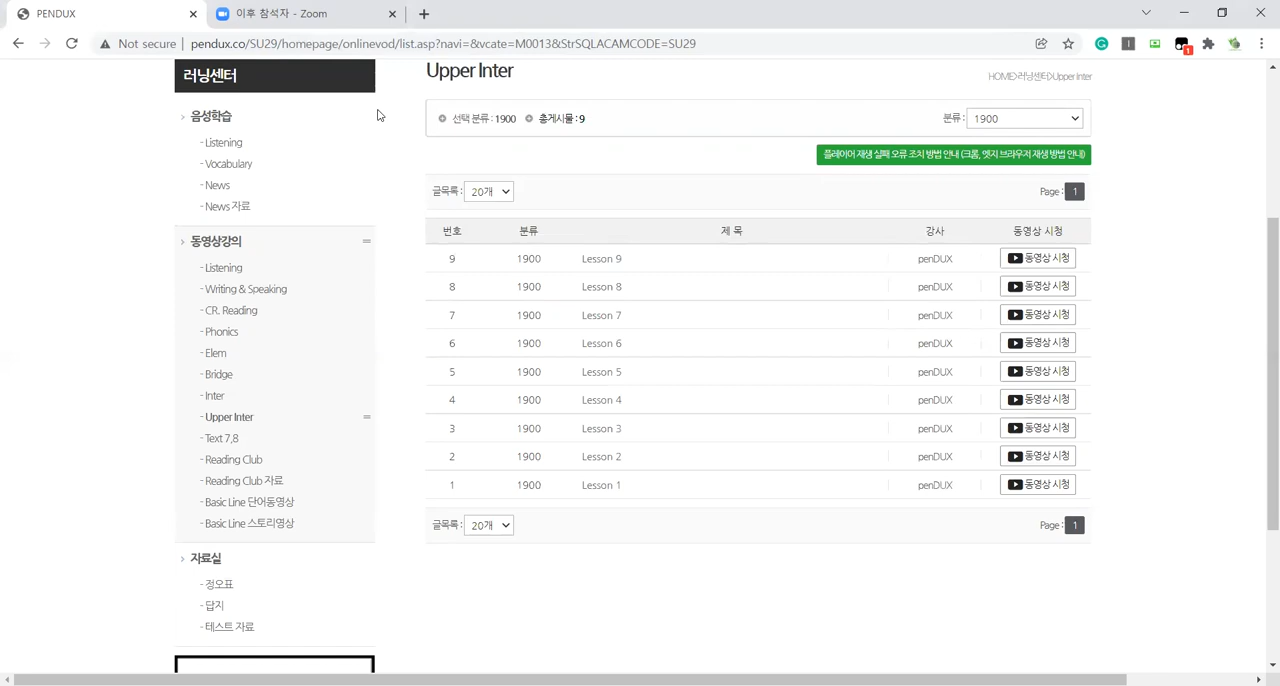 PENDUX
이후 참석자 - Zoom
Not secure
pendux.co/SU29/homepage/onlinevod/list.asp?navi=&vcate=M0013&StrSQLACAMCODE=SU29
1
러닝센터
Upper Inter
HOME>러닝센터>Upper Inter
선택 분류 : 1900 총게시물 : 9
분류 : 1900
플레이어 재생 실패 오류 조치 방법 안내 (크롬, 엣지 브라우저 재생 방법 안내)
글목록 : 20개
Page : 1
번호 분류 제 목 강사 동영상 시청
9 1900 Lesson 9 penDUX 동영상 시청
8 1900 Lesson 8 penDUX 동영상 시청
7 1900 Lesson 7 penDUX 동영상 시청
6 1900 Lesson 6 penDUX 동영상 시청
5 1900 Lesson 5 penDUX 동영상 시청
4 1900 Lesson 4 penDUX 동영상 시청
3 1900 Lesson 3 penDUX 동영상 시청
2 1900 Lesson 2 penDUX 동영상 시청
1 1900 Lesson 1 penDUX 동영상 시청
글목록 : 20개
Page : 1
음성학습
- Listening
- Vocabulary
- News
- News 자료
동영상강의
- Listening
- Writing & Speaking
- CR. Reading
- Phonics
- Elem
- Bridge
- Inter
- Upper Inter
- Text 7,8
- Reading Club
- Reading Club 자료
- Basic Line 단어동영상
- Basic Line 스토리영상
자료실
- 정오표
- 답지
- 테스트 자료